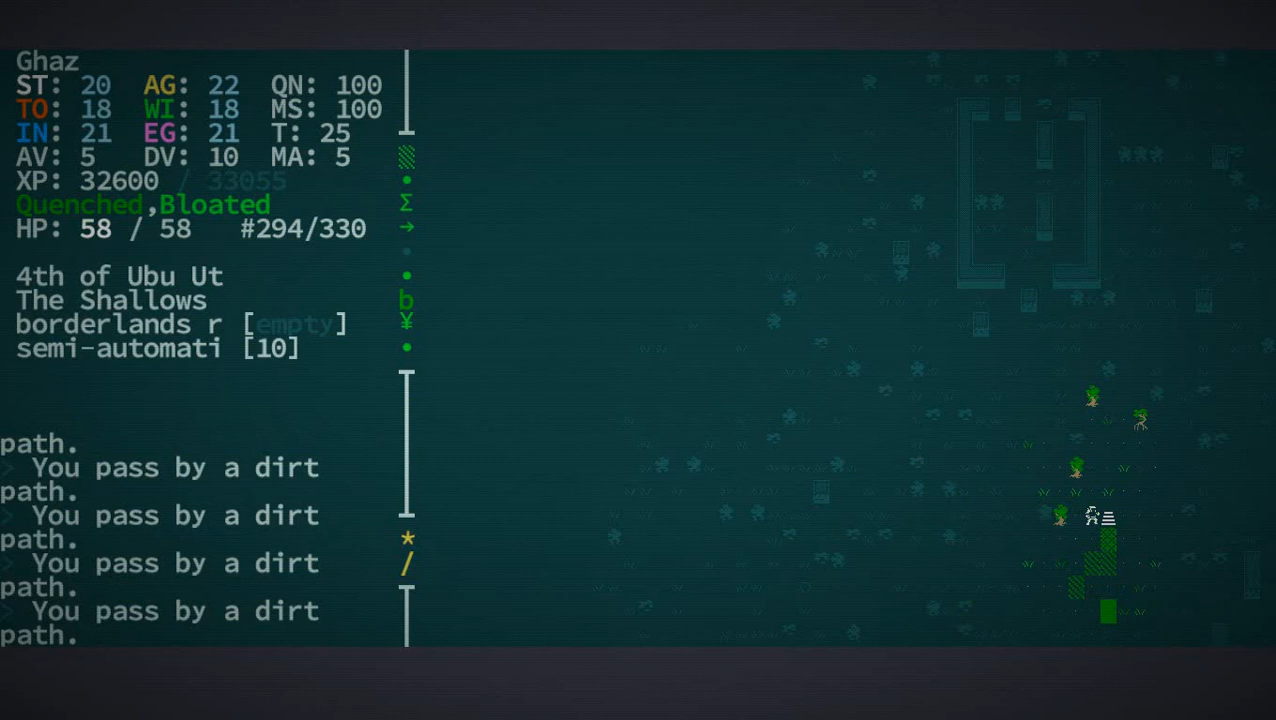 Ghaz
ST: 20 AG: 22 QN: 100
TO: 18 WI: 18 MS: 100
IN: 21 EG: 21 T: 25
AV: 5 DV: 10 MA: 5
XP: 32600 / 33055
Quenched,Bloated
HP: 58 / 58 #294/330
4th of Ubu Ut
The Shallows
borderlands r [empty]
semi-automati [10]
path.
> You pass by a dirt
path.
> You pass by a dirt
path.
> You pass by a dirt
path.
> You pass by a dirt
path.